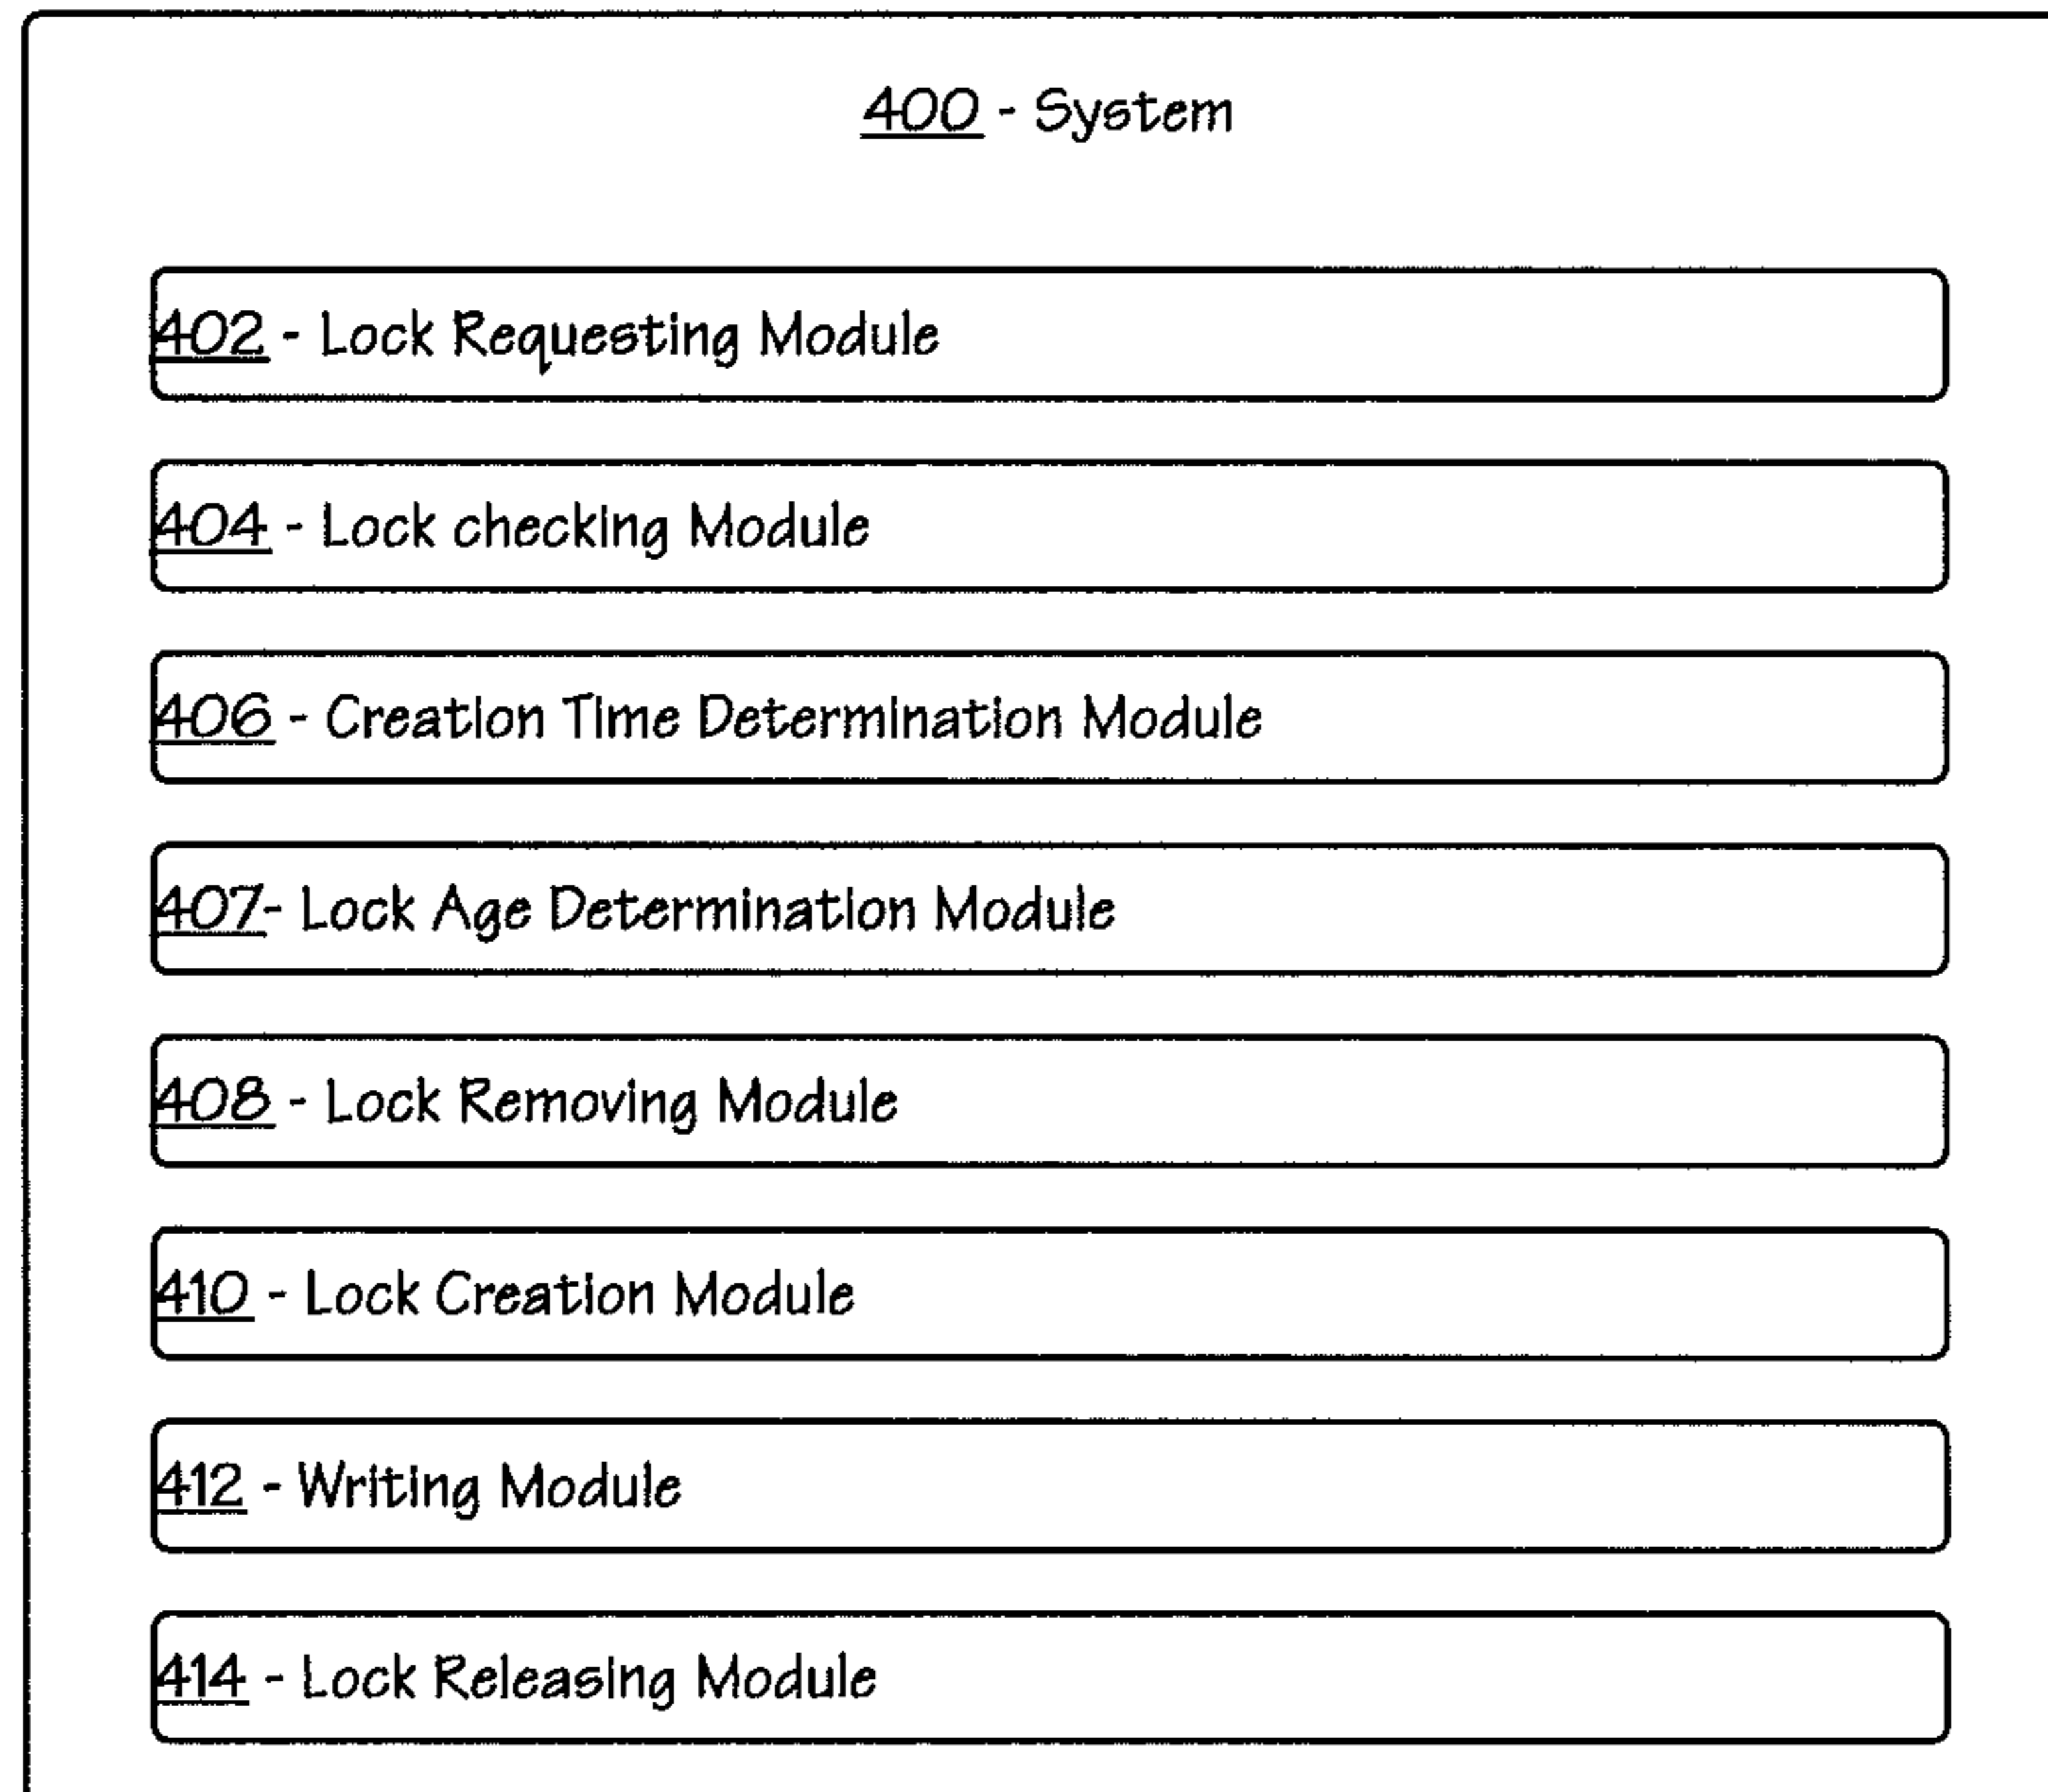 400 - System
402 - Lock Requesting Module
404 - Lock checking Module
406 - Creation Time Determination Module
407- Lock Age Determination Module
408 - Lock Removing Module
410 - Lock Creation Module
412 - Writing Module
414 - Lock Releasing Module